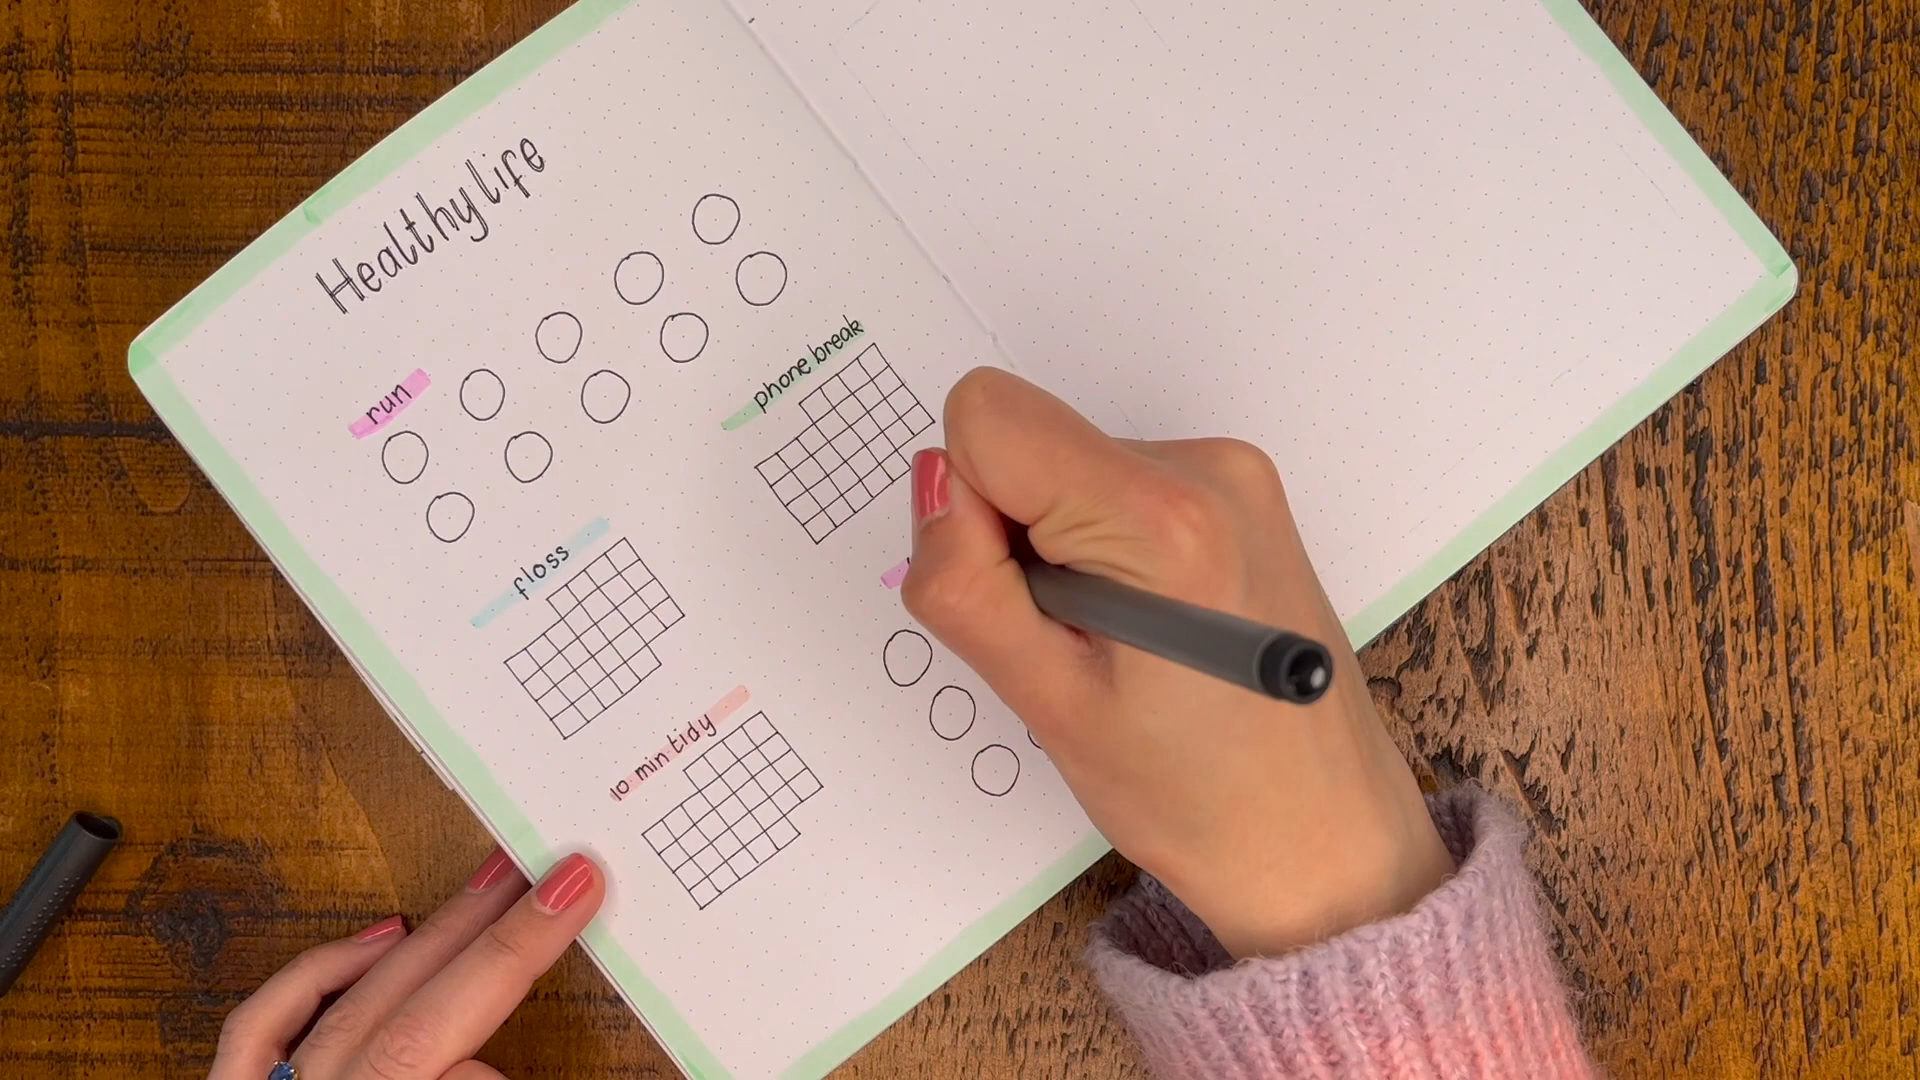 Healthy life
run
phone break
floss
10 min tidy